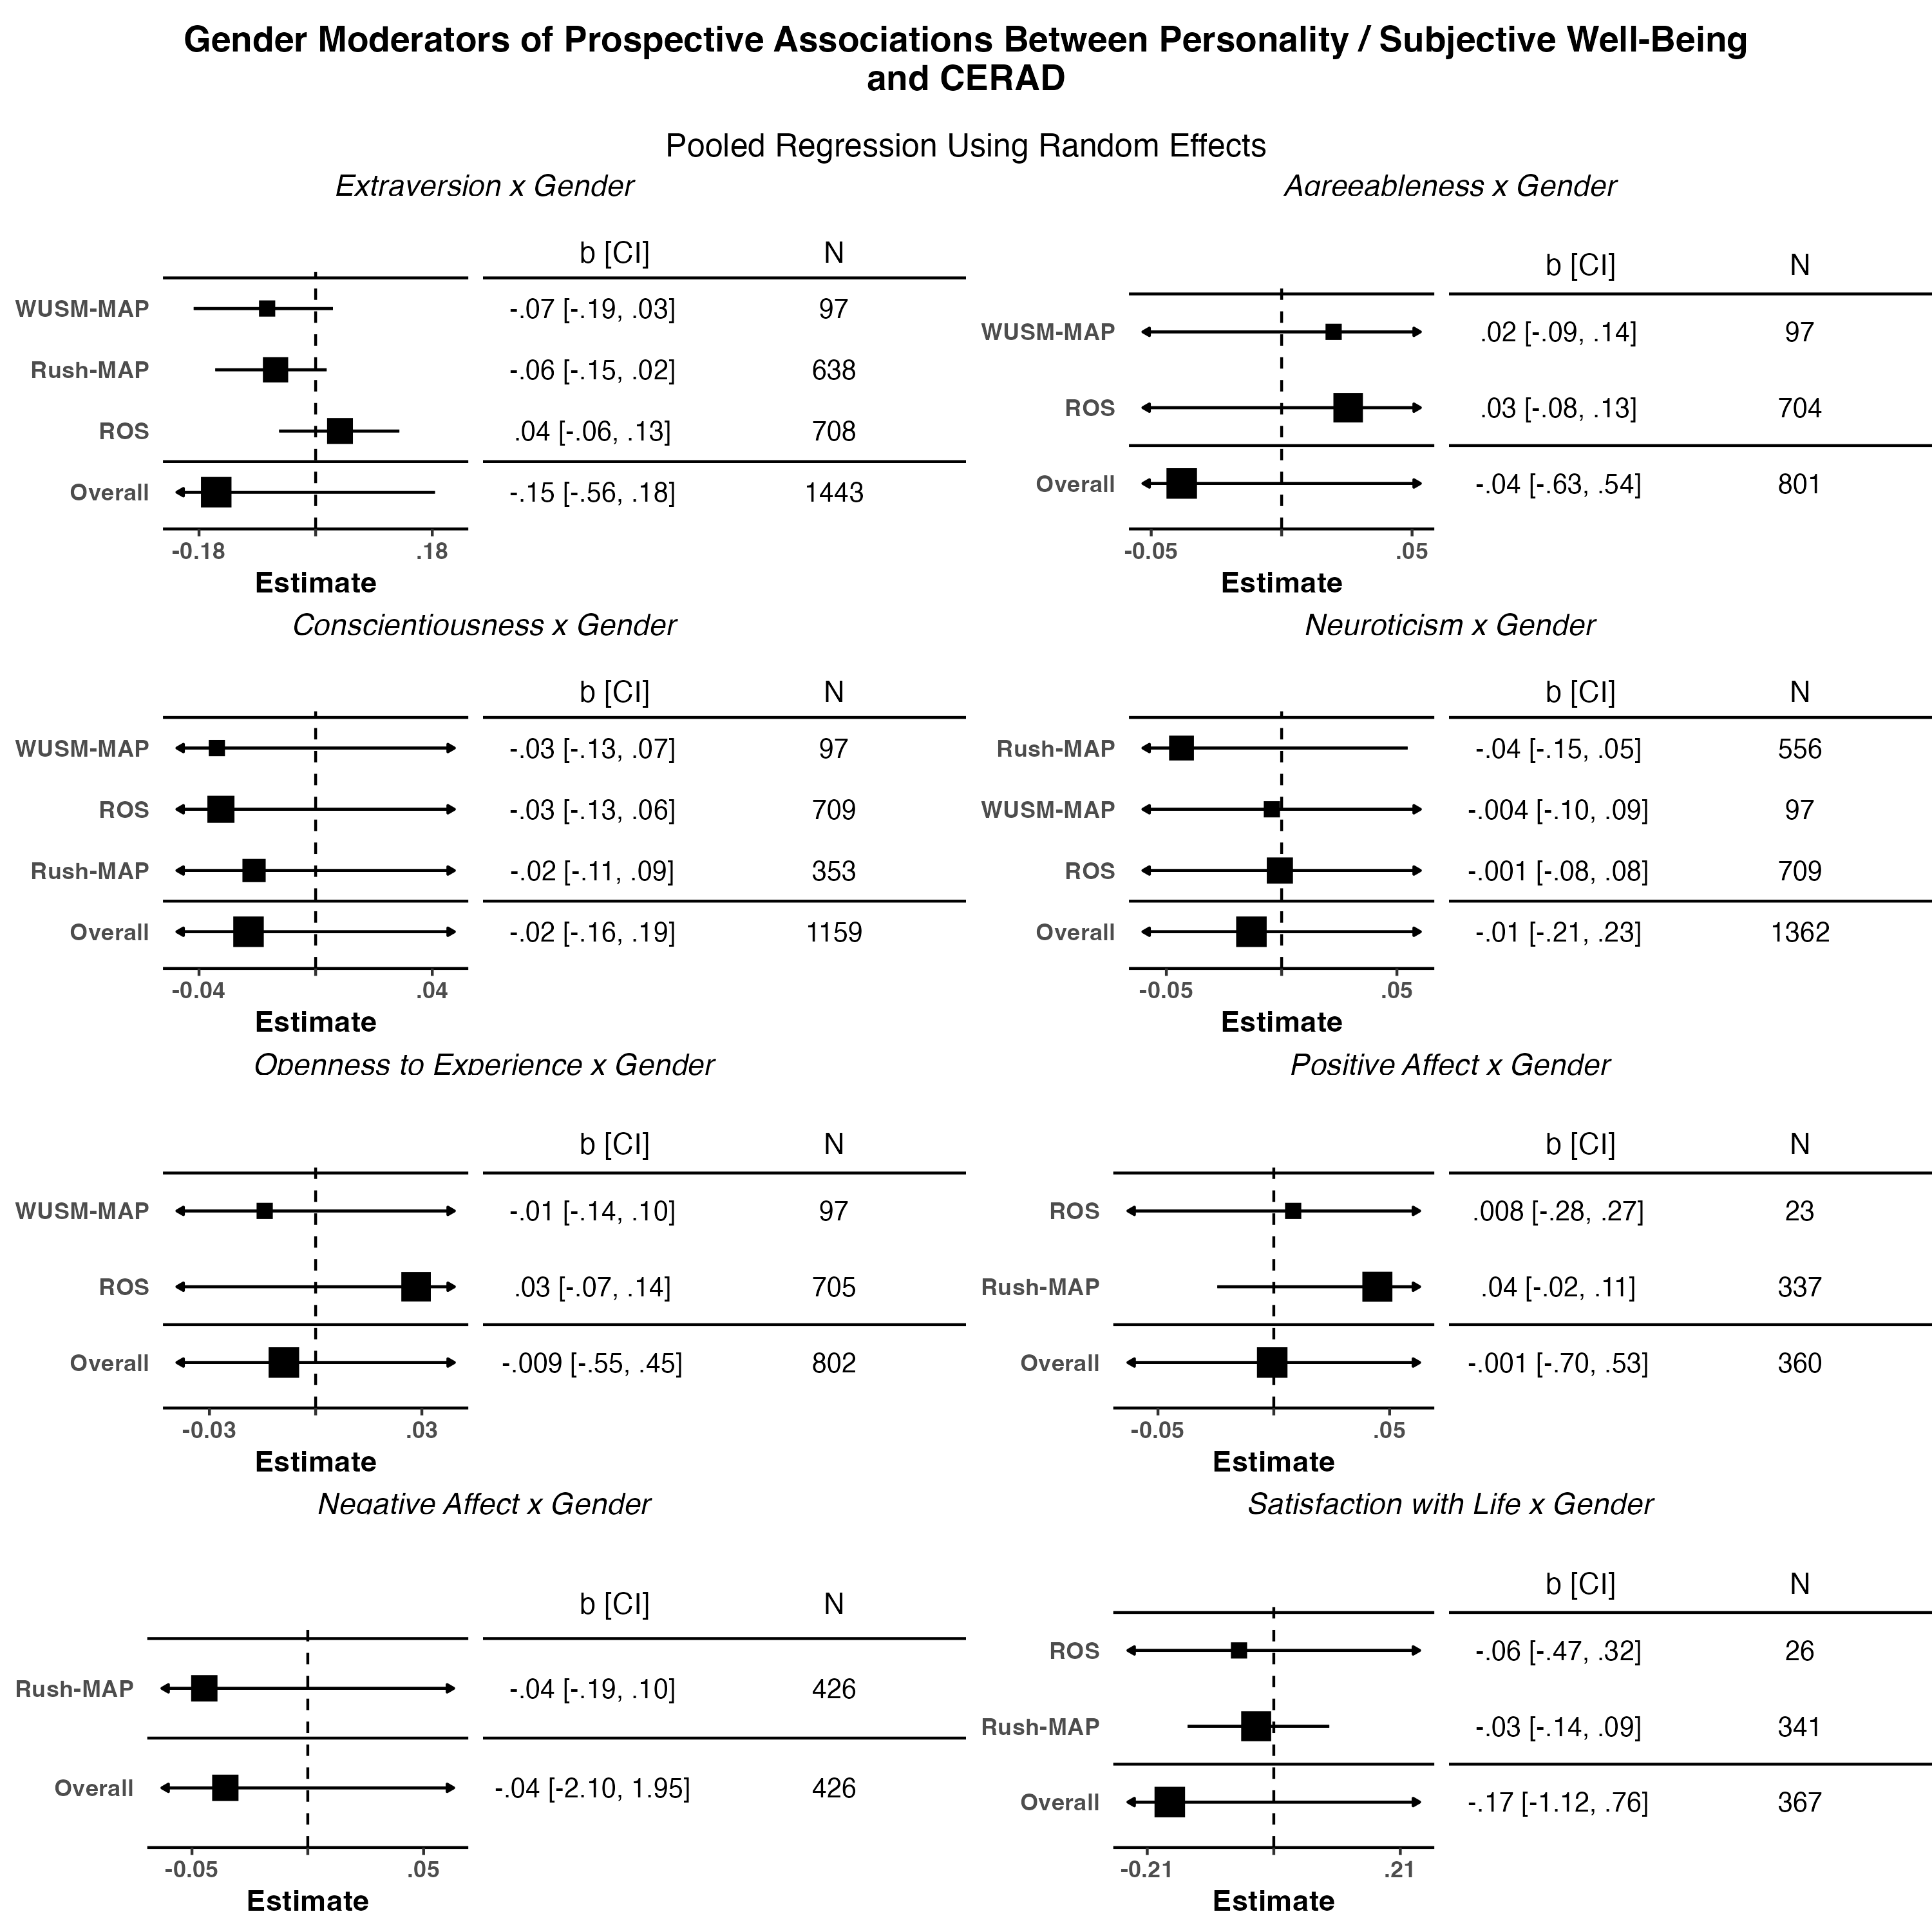 Gender Moderators of Prospective Associations Between Personality / Subjective Well-Being
and CERAD
Pooled Regression Using Random Effects
Extraversion x Gender
b [CI] N
WUSM-MAP -.07 [-.19, .03] 97
Rush-MAP -.06 [-.15, .02] 638
ROS .04 [-.06, .13] 708
Overall -.15 [-.56, .18] 1443
-0.18 .18
Estimate
Agreeableness x Gender
b [CI] N
WUSM-MAP .02 [-.09, .14] 97
ROS .03 [-.08, .13] 704
Overall -.04 [-.63, .54] 801
-0.05 .05
Estimate
Conscientiousness x Gender
b [CI] N
WUSM-MAP -.03 [-.13, .07] 97
ROS -.03 [-.13, .06] 709
Rush-MAP -.02 [-.11, .09] 353
Overall -.02 [-.16, .19] 1159
-0.04 .04
Estimate
Neuroticism x Gender
b [CI] N
Rush-MAP -.04 [-.15, .05] 556
WUSM-MAP -.004 [-.10, .09] 97
ROS -.001 [-.08, .08] 709
Overall -.01 [-.21, .23] 1362
-0.05 .05
Estimate
Openness to Experience x Gender
b [CI] N
WUSM-MAP -.01 [-.14, .10] 97
ROS .03 [-.07, .14] 705
Overall -.009 [-.55, .45] 802
-0.03 .03
Estimate
Positive Affect x Gender
b [CI] N
ROS .008 [-.28, .27] 23
Rush-MAP .04 [-.02, .11] 337
Overall -.001 [-.70, .53] 360
-0.05 .05
Estimate
Negative Affect x Gender
b [CI] N
Rush-MAP -.04 [-.19, .10] 426
Overall -.04 [-2.10, 1.95] 426
-0.05 .05
Estimate
Satisfaction with Life x Gender
b [CI] N
ROS -.06 [-.47, .32] 26
Rush-MAP -.03 [-.14, .09] 341
Overall -.17 [-1.12, .76] 367
-0.21 .21
Estimate